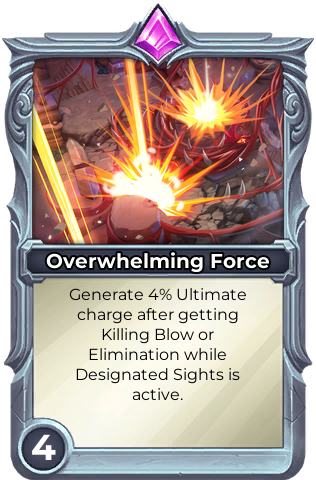 Overwhelming Force
Generate 4% Ultimate
charge after getting
Killing Blow or
Elimination while
Designated Sights is
active.
4